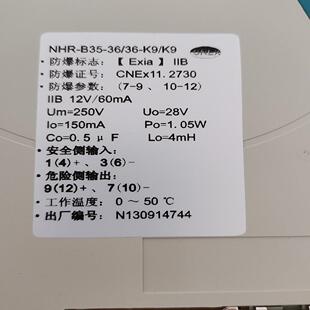 NHR-B35-36/36-K9/K9
CNEX
• 防爆标志：【 Exia 】 IIB
• 防爆证号：CNEx11. 2730
• 防爆参数：(7-9 、10-12)
IIB 12V/60mA
Um=250V Uo=28V
Io=150mA Po=1. 05W
Co=0. 5 μ F Lo=4mH
• 安全侧输入：
1(4)+ 、3(6)-
• 危险侧输出：
9(12)+ 、7(10)-
• 工作温度：0 ～ 50℃
• 出厂编号：N130914744